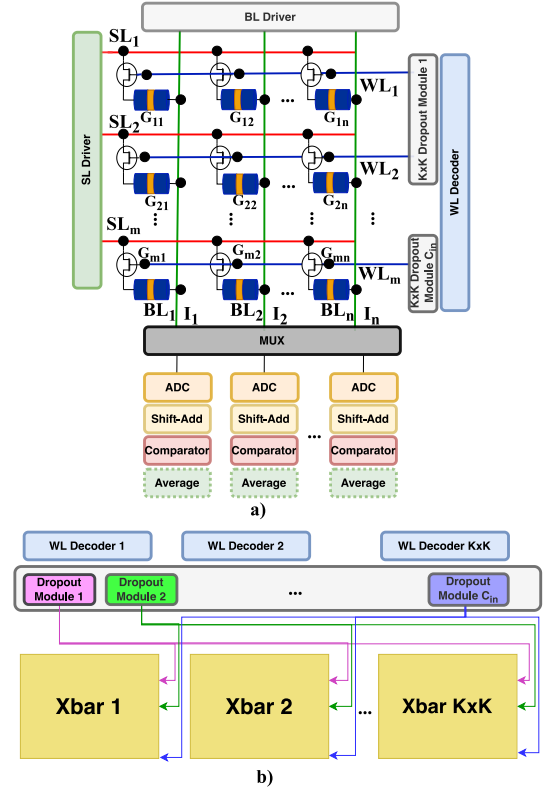 BL Driver
SL Driver
SL1
G11
G12
G1n
...
WL1
SL2
G21
G22
G2n
...
WL2
...
...
...
SLm
Gm1
Gm2
Gmn
WLm
BL1
I1
BL2
I2
...
BLn
In
KxK Dropout Module 1
KxK Dropout
Module Cin
WL Decoder
MUX
ADC
ADC
ADC
Shift-Add
Shift-Add
Shift-Add
Comparator
Comparator
...
Comparator
Average
Average
Average
a)
WL Decoder 1
WL Decoder 2
WL Decoder KxK
Dropout
Module 1
Dropout
Module 2
...
Dropout
Module Cin
Xbar 1
Xbar 2
...
Xbar KxK
b)